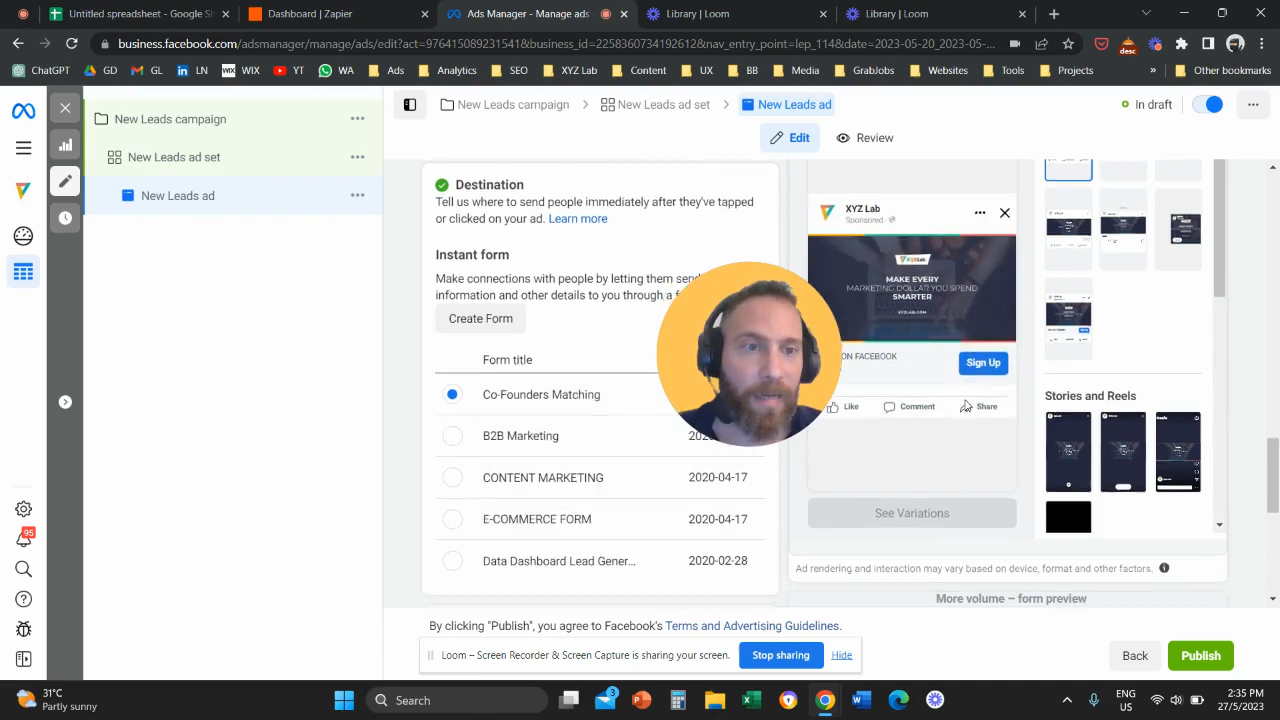 Untitled spreadsheet - Google Sh
Dashboard | Zapier
Ads Manager - Manage ads
Library | Loom
Library | Loom
business.facebook.com/adsmanager/manage/ads/edit?act=976415089231541&business_id=2258360734192612&nav_entry_point=lep_114&date=2023-05-20_2023-05-...
desc
ChatGPT
GD
GL
LN
WIX
WIX
YT
WA
Ads
Analytics
SEO
XYZ Lab
Content
UX
BB
Media
GrabJobs
Websites
Tools
Projects
»
Other bookmarks
New Leads campaign
New Leads ad set
New Leads ad
New Leads campaign
New Leads ad set
New Leads ad
In draft
Edit
Review
Destination
Tell us where to send people immediately after they've tapped
or clicked on your ad. Learn more
Instant form
Make connections with people by letting them send
information and other details to you through a
Create Form
Form title
Co-Founders Matching
B2B Marketing
CONTENT MARKETING
2020-04-17
E-COMMERCE FORM
2020-04-17
Data Dashboard Lead Gener...
2020-02-28
XYZ Lab
Sponsored ·
XYZLAB
MAKE EVERY
MARKETING DOLLAR YOU SPEND
SMARTER
XYZLAB.COM
ON FACEBOOK
Sign Up
Like
Comment
Share
See Variations
Stories and Reels
Ad rendering and interaction may vary based on device, format and other factors.
More volume – form preview
By clicking "Publish", you agree to Facebook's Terms and Advertising Guidelines.
Loom – Screen Recorder & Screen Capture is sharing your screen.
Stop sharing
Hide
Back
Publish
95
31°C
Partly sunny
Search
3
ENG
US
2:35 PM
27/5/2023